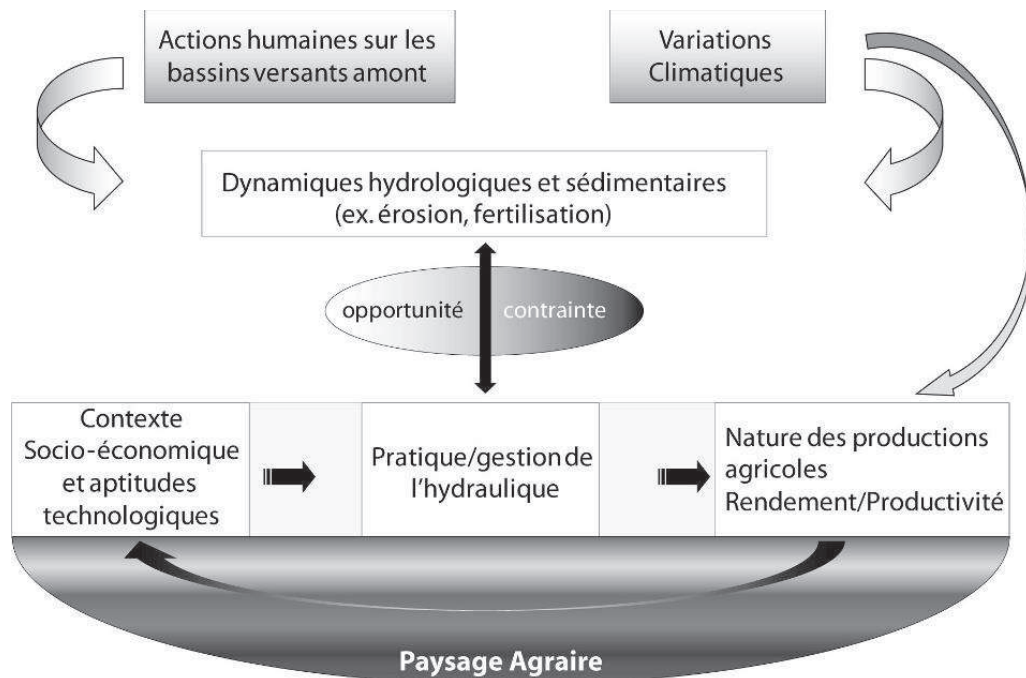 Actions humaines sur les
bassins versants amont
Variations
Climatiques
Dynamiques hydrologiques et sédimentaires
(ex. érosion, fertilisation)
opportunité
contrainte
Contexte
Socio-économique
et aptitudes
technologiques
Pratique/gestion de
l'hydraulique
Nature des productions
agricoles
Rendement/Productivité
Paysage Agraire